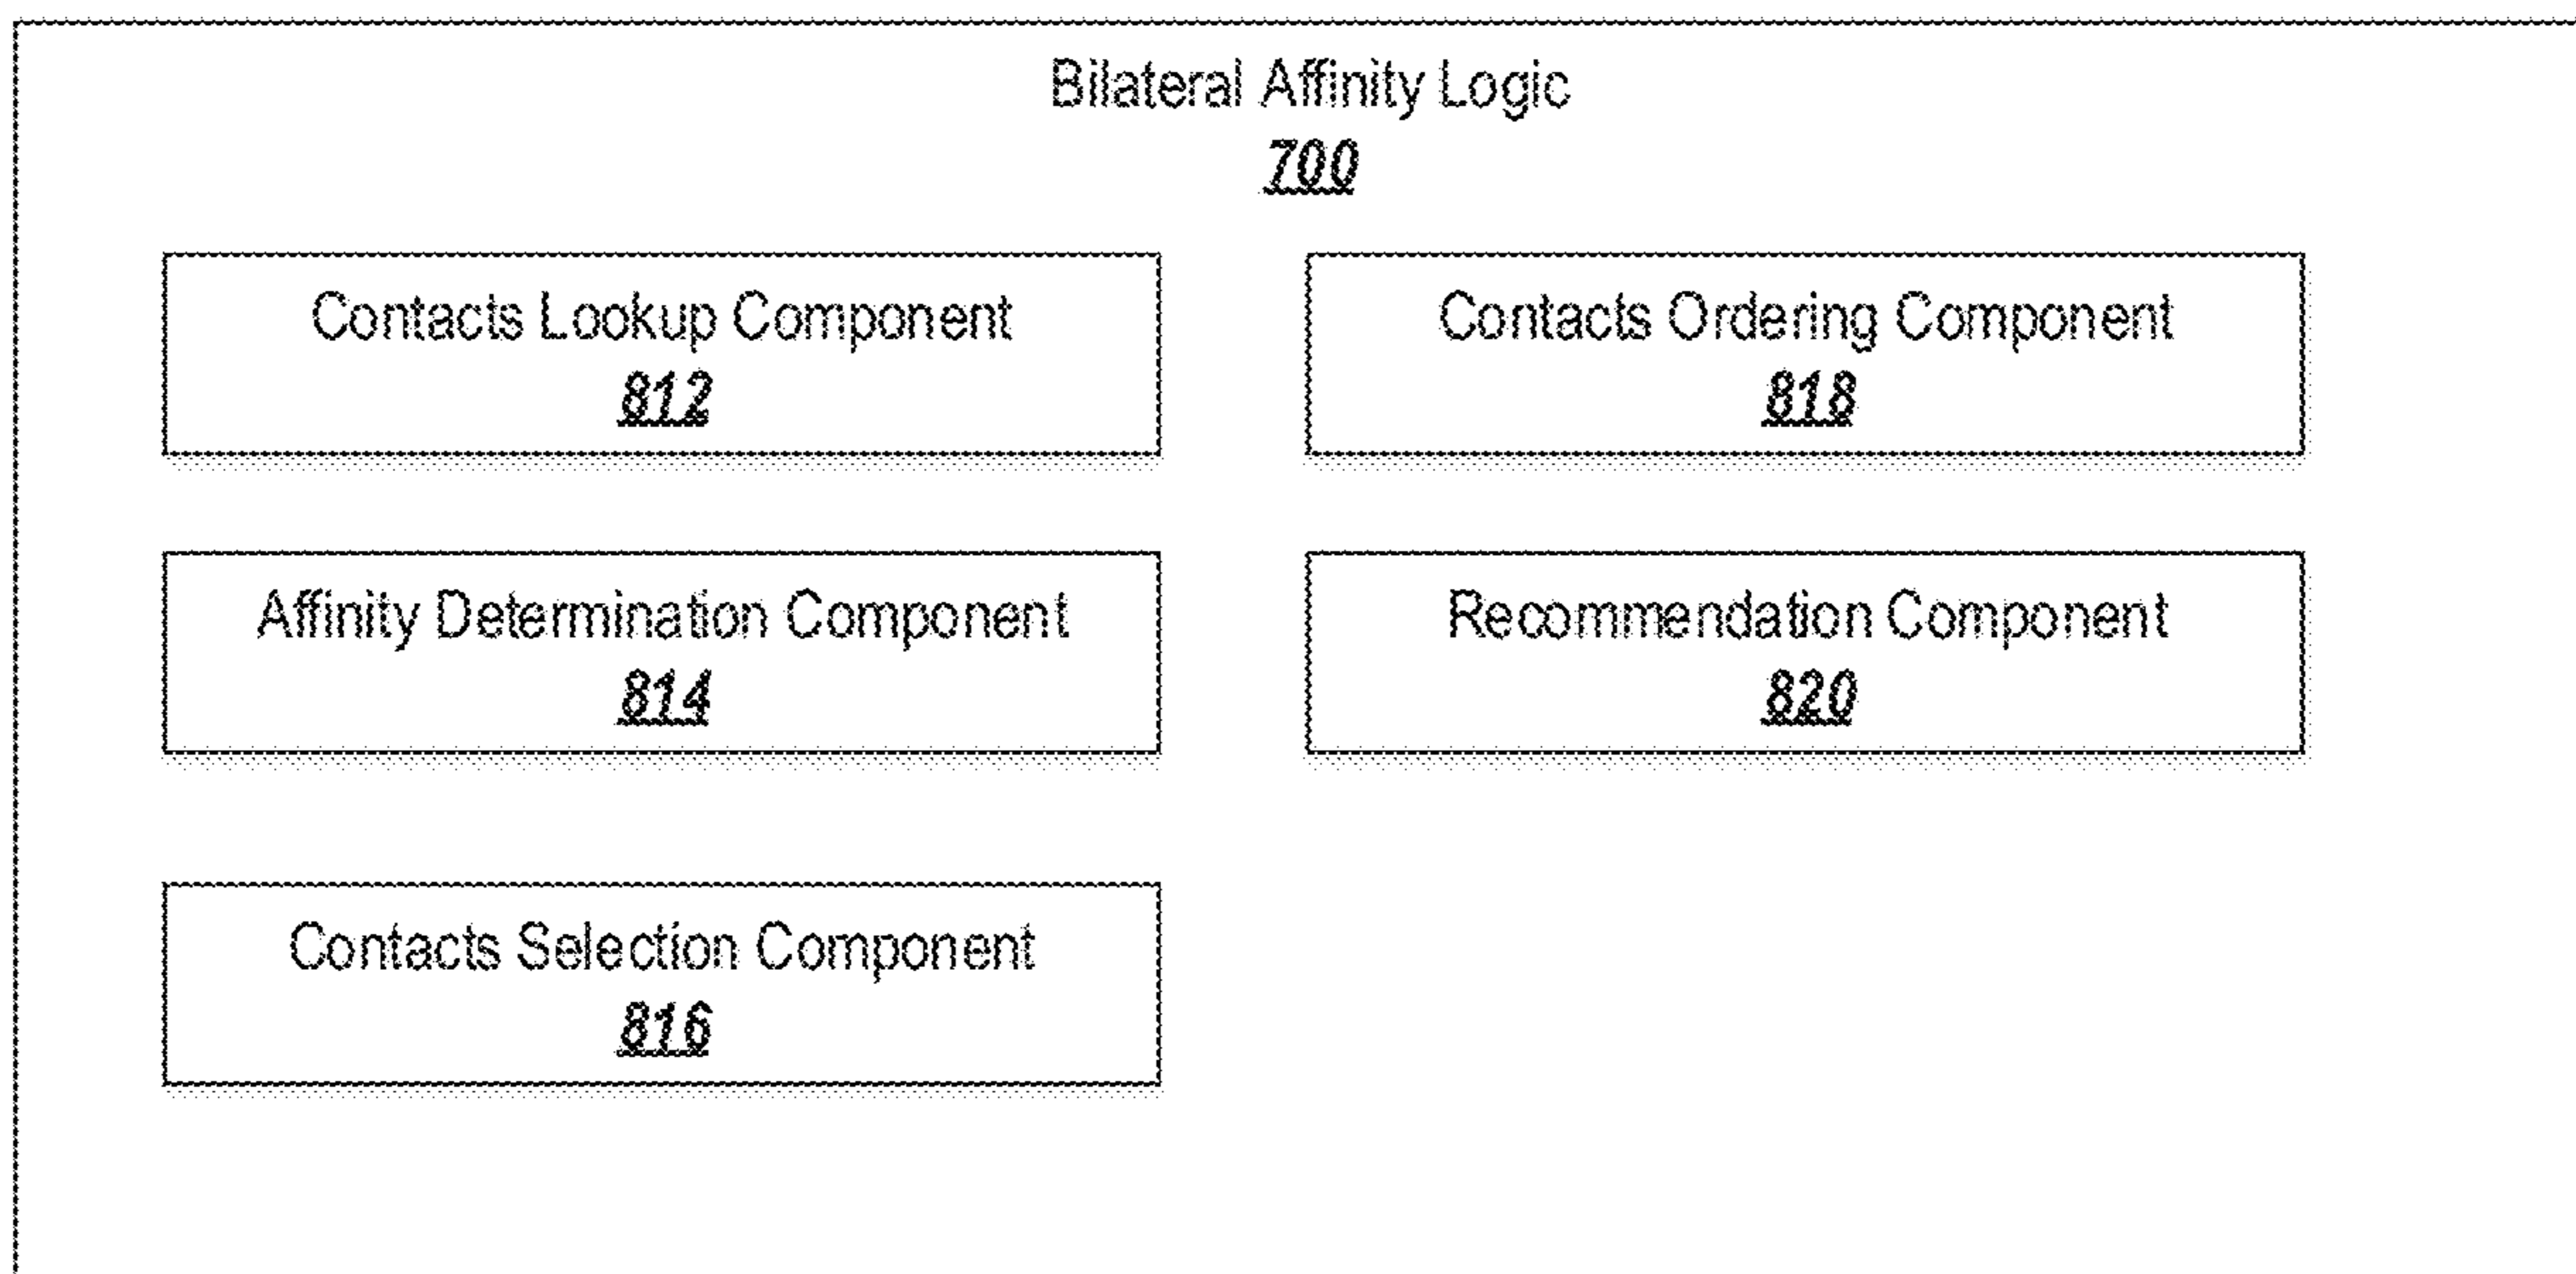 Bilateral Affinity Logic
700
Contacts Lookup Component
812
Contacts Ordering Component
818
Affinity Determination Component
814
Recommendation Component
820
Contacts Selection Component
816